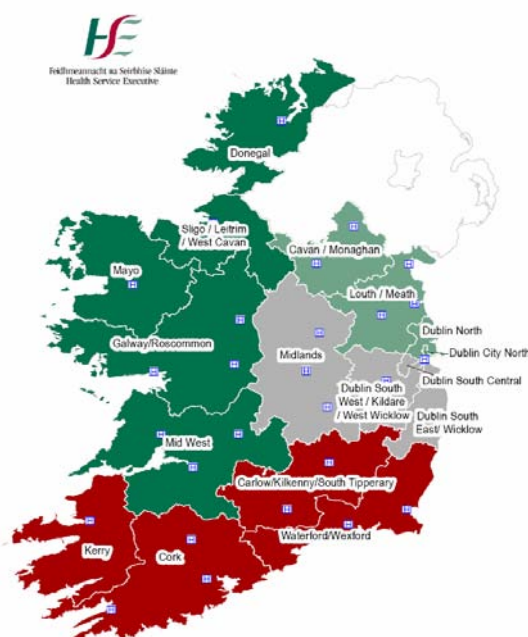 HSE
Feidhmeannacht na Seirbhíse Sláinte
Health Service Executive
Donegal
Sligo / Leitrim
/ West Cavan
Cavan / Monaghan
Mayo
Louth / Meath
Galway/Roscommon
Dublin North
Dublin City North
Midlands
Dublin South Central
Dublin South
West / Kildare
/ West Wicklow
Dublin South
East/ Wicklow
Mid West
Carlow/Kilkenny/South Tipperary
Waterford/Wexford
Kerry
Cork